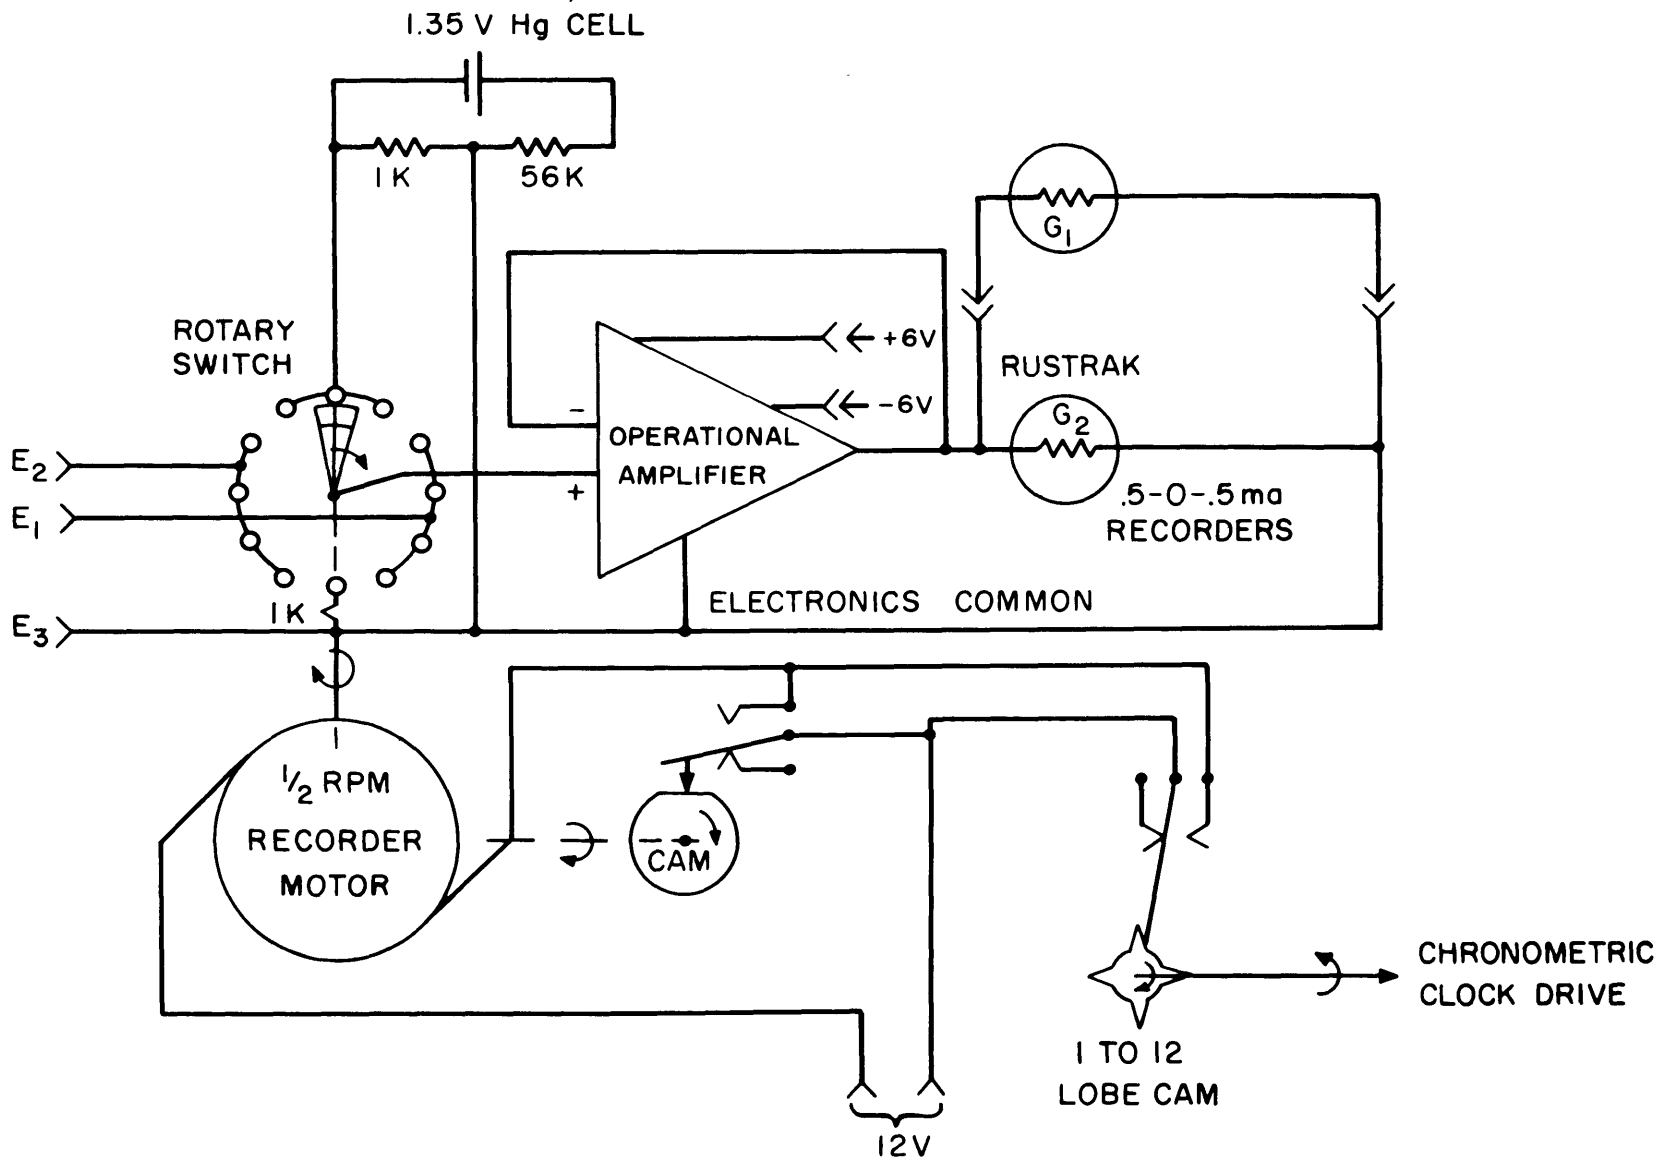 1.35 V Hg CELL
1K
56K
G1
ROTARY
SWITCH
+6V
RUSTRAK
-6V
G2
-
OPERATIONAL
AMPLIFIER
+
E2
E1
.5-0-.5ma
RECORDERS
1K
ELECTRONICS COMMON
E3
1/2 RPM
RECORDER
MOTOR
CAM
CHRONOMETRIC
CLOCK DRIVE
1 TO 12
LOBE CAM
12V